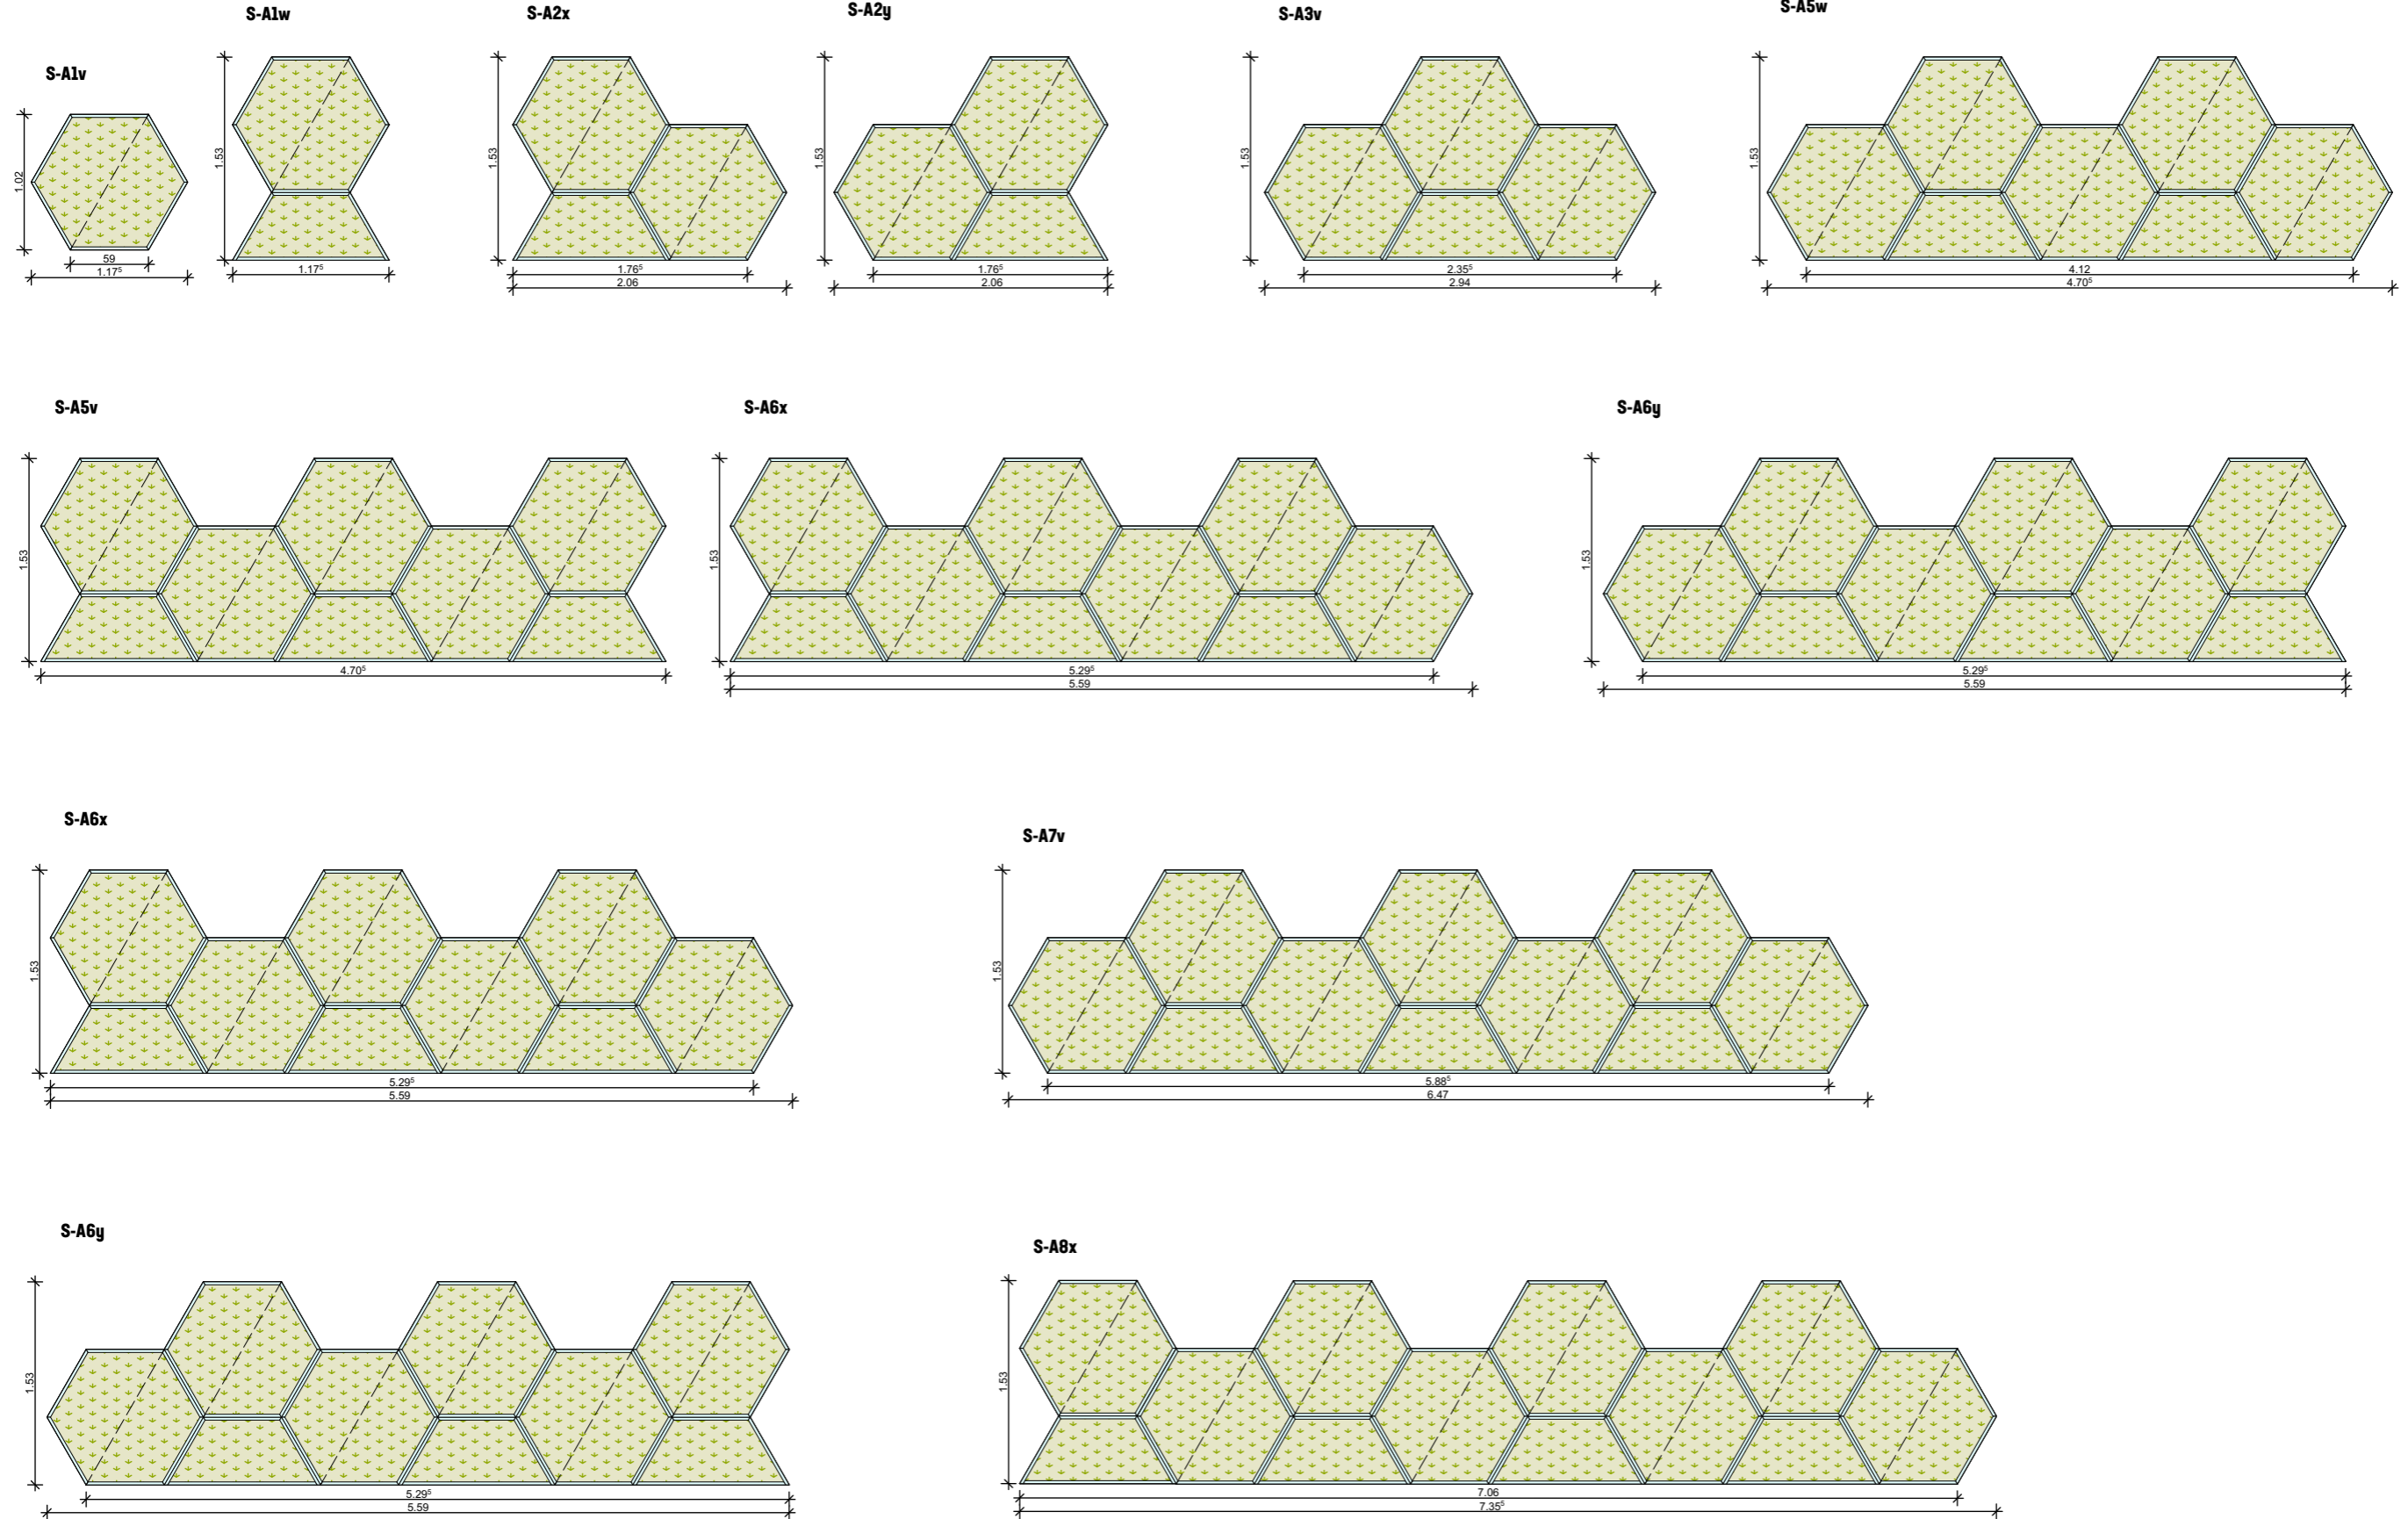 S-A1v
1.02
59
1.17⁵
S-A1w
1.53
1.17⁵
S-A2x
1.53
1.76⁵
2.06
S-A2y
1.53
1.76⁵
2.06
S-A3v
1.53
2.35⁵
2.94
S-A5w
1.53
4.12
4.70⁵
S-A5v
1.53
4.70⁵
S-A6x
1.53
5.29⁵
5.59
S-A6y
1.53
5.29⁵
5.59
S-A6x
1.53
5.29⁵
5.59
S-A7v
1.53
5.88⁵
6.47
S-A6y
1.53
5.29⁵
5.59
S-A8x
1.53
7.06
7.35⁵